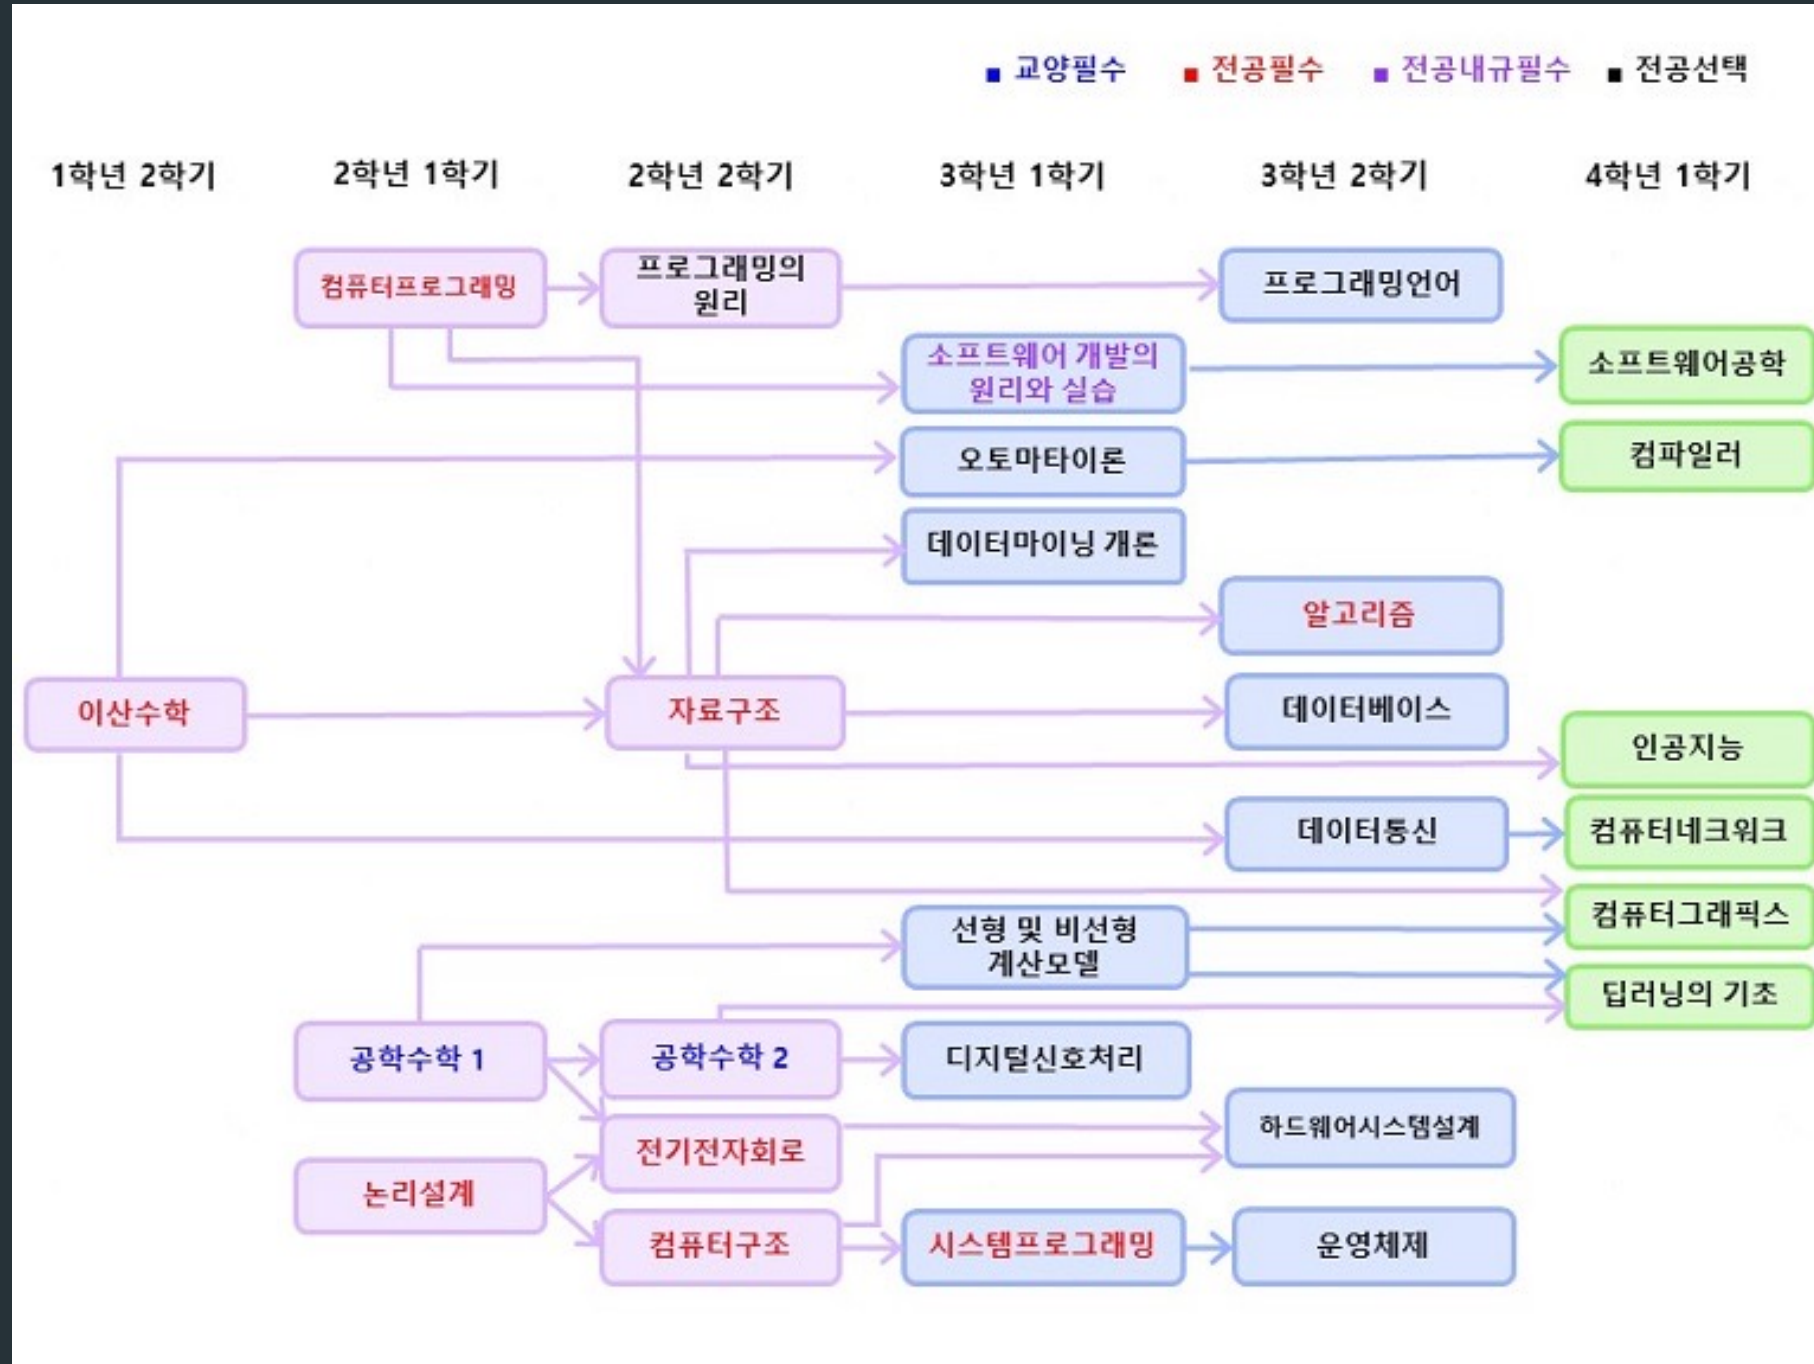 교양필수 전공필수 전공내규필수 전공선택
1학년 2학기 2학년 1학기 2학년 2학기 3학년 1학기 3학년 2학기 4학년 1학기
컴퓨터프로그래밍
프로그래밍의
원리
프로그래밍언어
소프트웨어 개발의
원리와 실습
소프트웨어공학
오토마타이론
컴파일러
데이터마이닝 개론
알고리즘
이산수학
자료구조
데이터베이스
인공지능
데이터통신
컴퓨터네크워크
컴퓨터그래픽스
선형 및 비선형
계산모델
딥러닝의 기초
공학수학 1
공학수학 2
디지털신호처리
하드웨어시스템설계
전기전자회로
논리설계
컴퓨터구조
시스템프로그래밍
운영체제